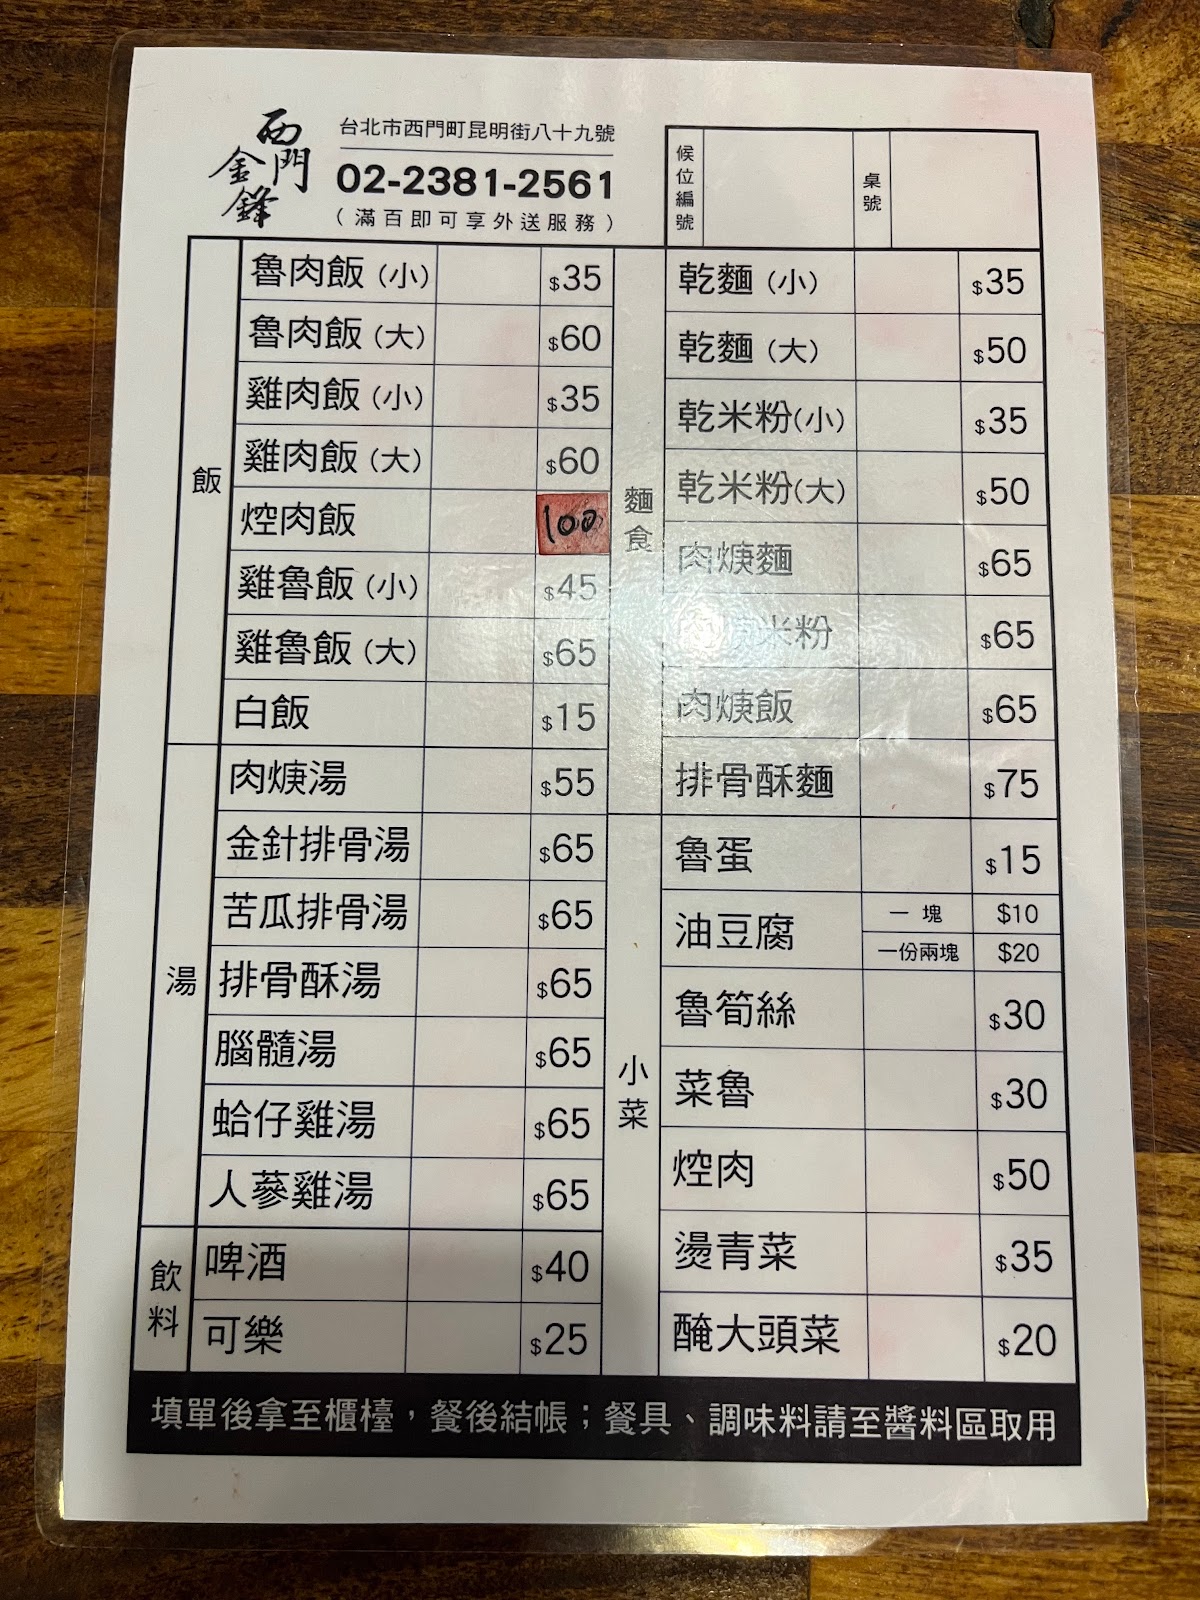 西門
金鋒
台北市西門町昆明街八十九號
02-2381-2561
（滿百即可享外送服務）
候位編號
桌號
飯
魯肉飯（小） $35
魯肉飯（大） $60
雞肉飯（小） $35
雞肉飯（大） $60
焢肉飯 100
雞魯飯（小） $45
雞魯飯（大） $65
白飯 $15
湯
肉焿湯 $55
金針排骨湯 $65
苦瓜排骨湯 $65
排骨酥湯 $65
腦髓湯 $65
蛤仔雞湯 $65
人蔘雞湯 $65
飲料
啤酒 $40
可樂 $25
麵食
乾麵（小） $35
乾麵（大） $50
乾米粉(小) $35
乾米粉(大) $50
肉焿麵 $65
米粉 $65
肉焿飯 $65
排骨酥麵 $75
小菜
魯蛋 $15
油豆腐 一塊 $10
一份兩塊 $20
魯筍絲 $30
菜魯 $30
焢肉 $50
燙青菜 $35
醃大頭菜 $20
填單後拿至櫃檯，餐後結帳；餐具、調味料請至醬料區取用